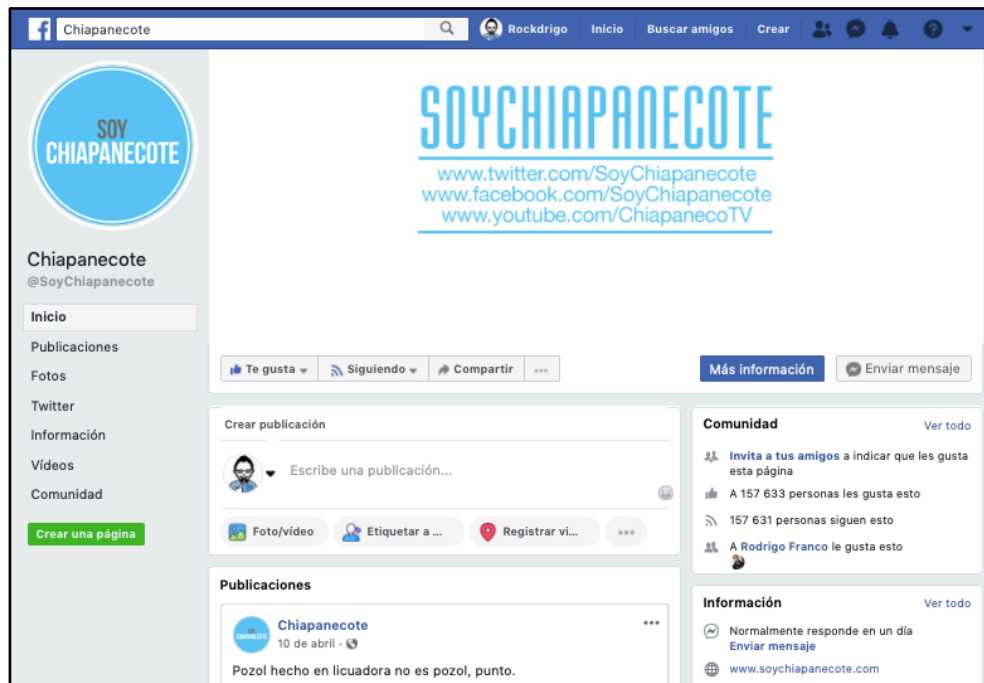 Chiapanecote
Rockdrigo Inicio Buscar amigos Crear
SOY
CHIAPANECOTE
SOYCHIAPANECOTE
www.twitter.com/SoyChiapanecote
www.facebook.com/SoyChiapanecote
www.youtube.com/ChiapanecoTV
Chiapanecote
@SoyChiapanecote
Inicio
Publicaciones
Fotos
Twitter
Información
Vídeos
Comunidad
Crear una página
Te gusta Siguiendo Compartir ...
Más información Enviar mensaje
Crear publicación
Escribe una publicación...
Foto/vídeo Etiquetar a ... Registrar vi... ...
Publicaciones
Chiapanecote
10 de abril ·
Pozol hecho en licuadora no es pozol, punto.
Comunidad Ver todo
Invita a tus amigos a indicar que les gusta
esta página
A 157 633 personas les gusta esto
157 631 personas siguen esto
A Rodrigo Franco le gusta esto
Información Ver todo
Normalmente responde en un día
Enviar mensaje
www.soychiapanecote.com